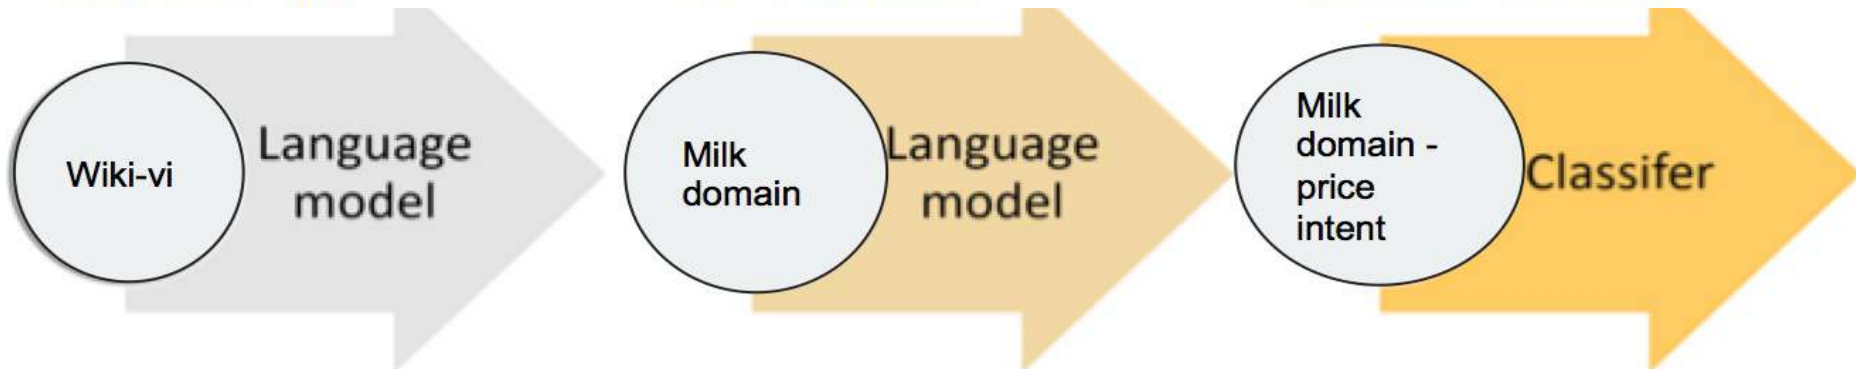 Wiki-vi
Language
model
Milk
domain
Language
model
Milk
domain -
price
intent
Classifer